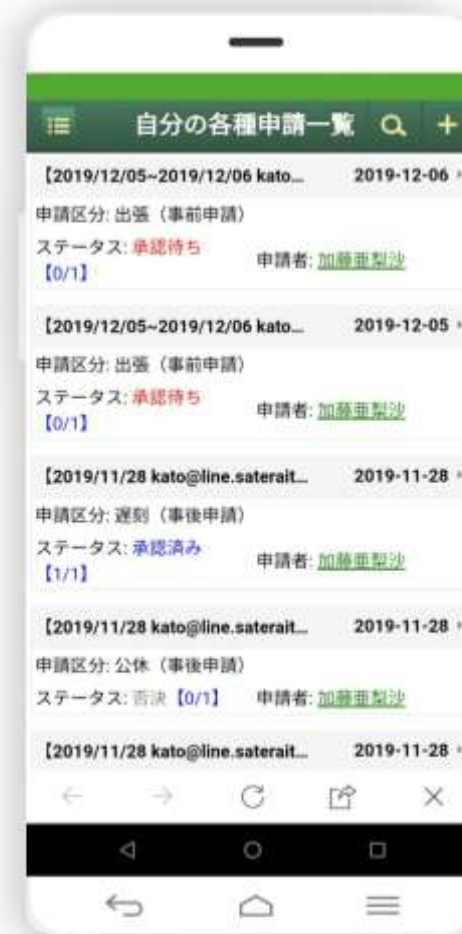 自分の各種申請一覧
【2019/12/05~2019/12/06 kato... 2019-12-06
申請区分: 出張（事前申請）
ステータス: 承認待ち
【0/1】 申請者: 加藤亜梨沙
【2019/12/05~2019/12/06 kato... 2019-12-05
申請区分: 出張（事前申請）
ステータス: 承認待ち
【0/1】 申請者: 加藤亜梨沙
【2019/11/28 kato@line.saterait... 2019-11-28
申請区分: 遅刻（事後申請）
ステータス: 承認済み
【1/1】 申請者: 加藤亜梨沙
【2019/11/28 kato@line.saterait... 2019-11-28
申請区分: 公休（事後申請）
ステータス: 否決【0/1】 申請者: 加藤亜梨沙
【2019/11/28 kato@line.saterait... 2019-11-28